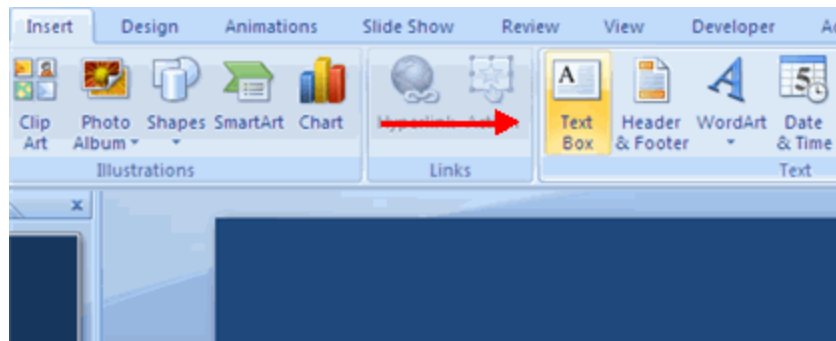 Insert Design Animations Slide Show Review View Developer
Clip Photo Shapes SmartArt Chart Hyperlink Text Header WordArt Date
Art Album Box & Footer & Time
Illustrations Links Text